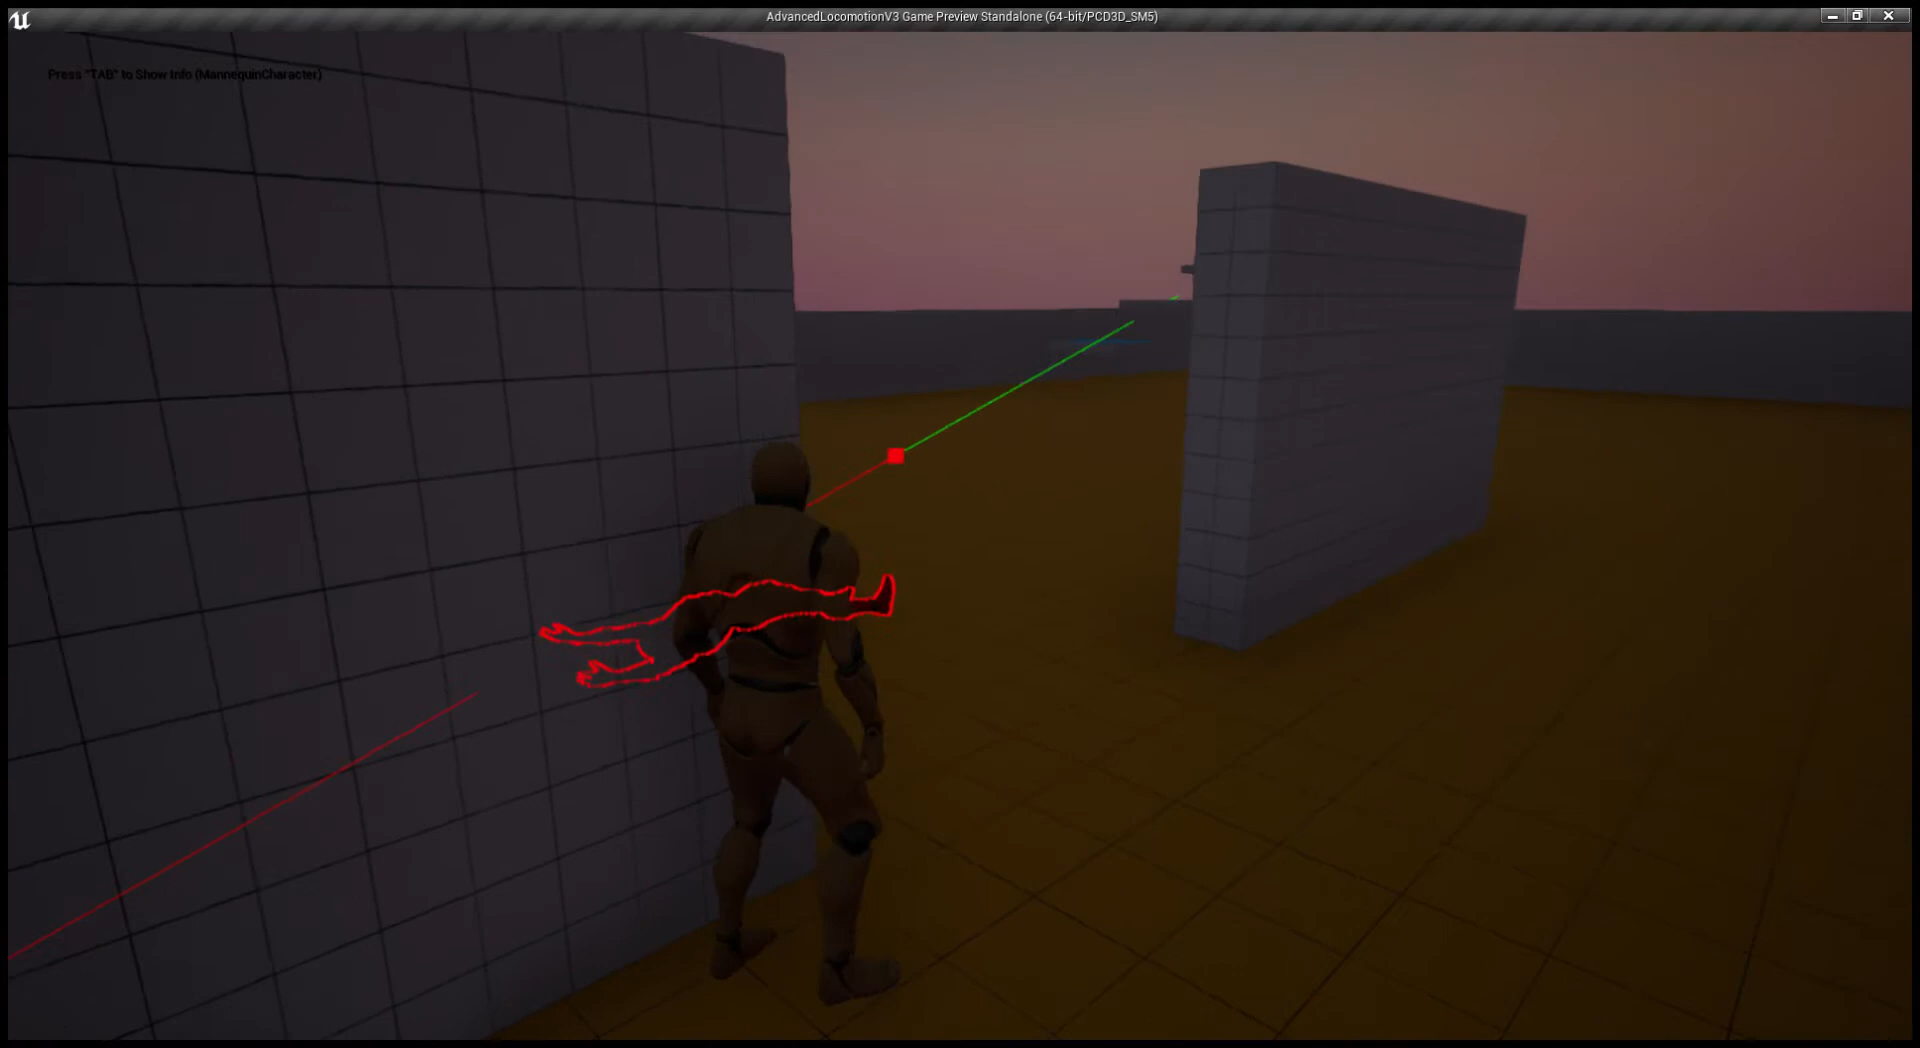 AdvancedLocomotionV3 Game Preview Standalone (64-bit/PCD3D_SM5)
Press "TAB" to Show Info (MannequinCharacter)